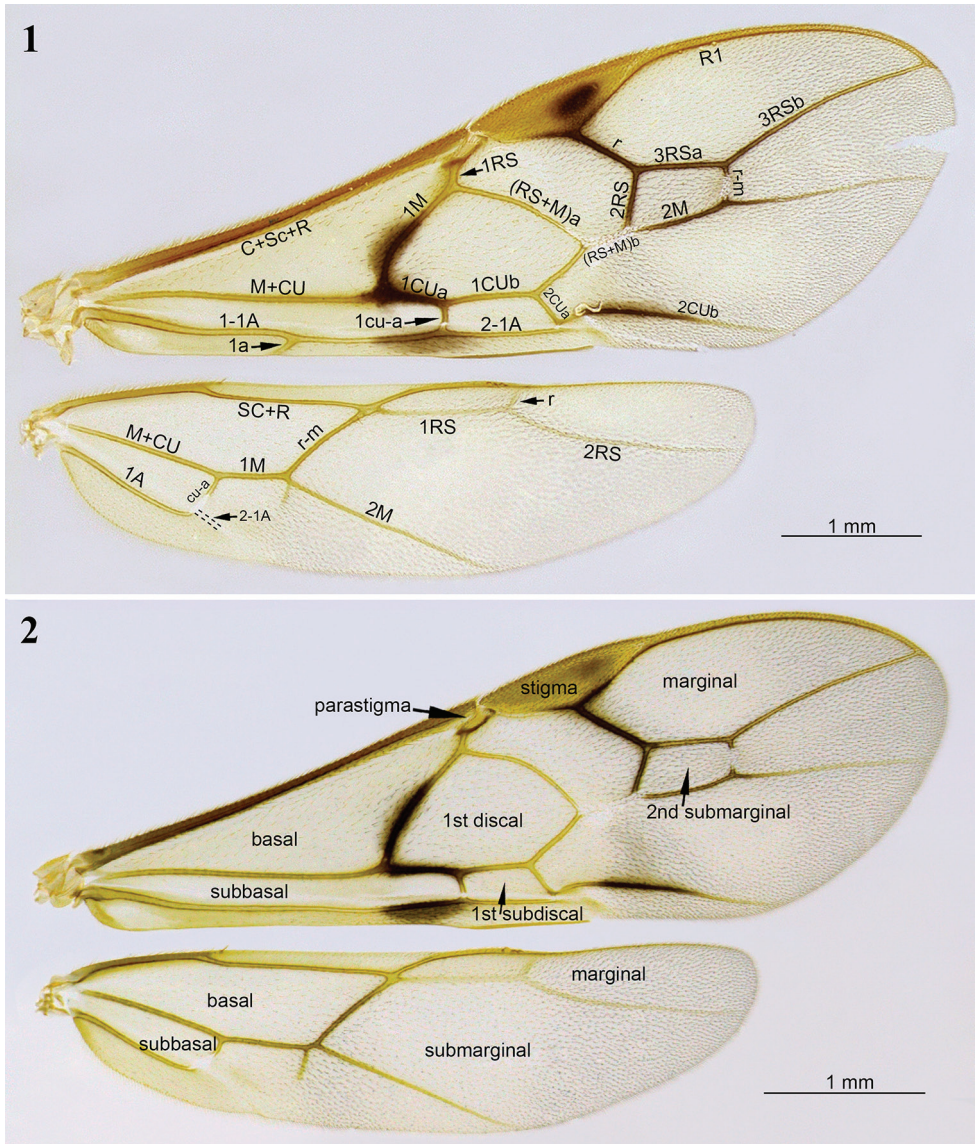 1
R1
3RSb
r
3RSa
1RS
r-m
(RS+M)a
1M
2RS
2M
C+Sc+R
(RS+M)b
M+CU
1CUa
1CUb
2CUa
2CUb
1-1A
1cu-a
2-1A
1a
SC+R
r
1RS
M+CU
r-m
2RS
1M
1A
cu-a
2-1A
2M
1 mm
2
stigma
marginal
parastigma
2nd submarginal
1st discal
basal
subbasal
1st subdiscal
marginal
basal
subbasal
submarginal
1 mm